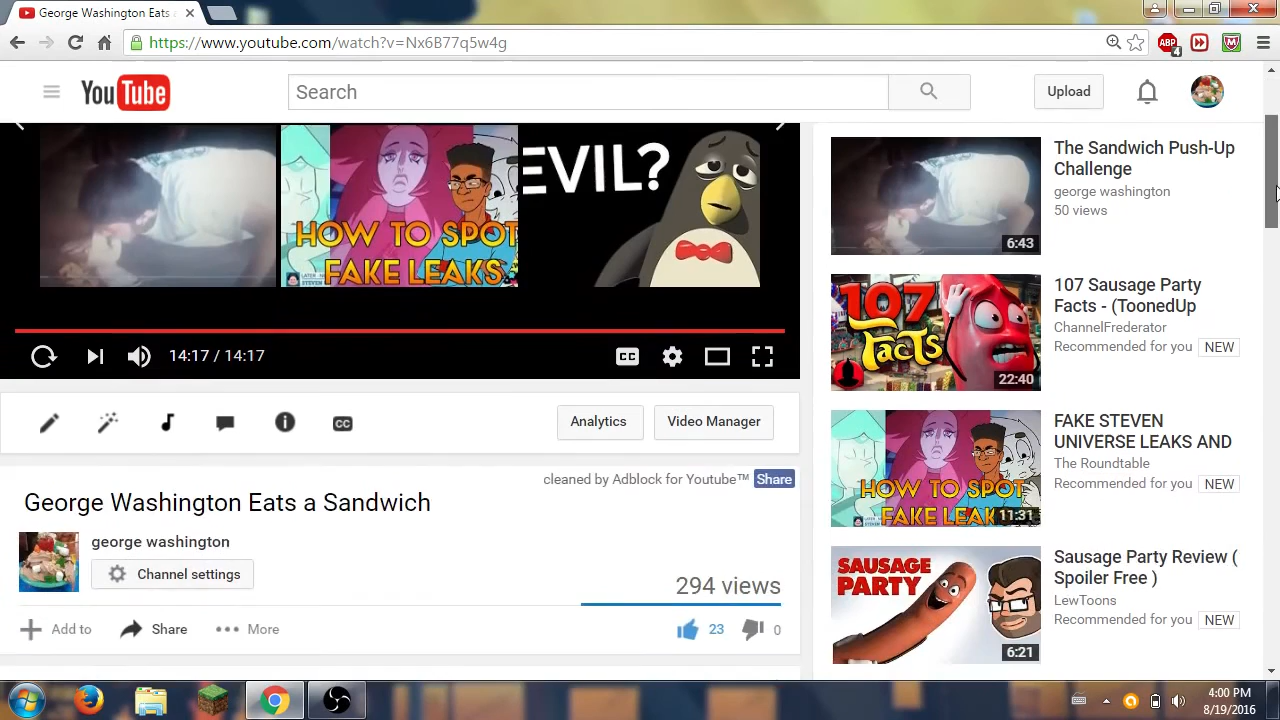 George Washington Eats
https://www.youtube.com/watch?v=Nx6B77q5w4g
ABP
4
YouTube
Search
Upload
HOW TO SPOT
FAKE LEAKS
EVIL?
14:17 / 14:17
CC
CC
Analytics
Video Manager
cleaned by Adblock for Youtube™ Share
George Washington Eats a Sandwich
george washington
Channel settings
294 views
Add to
Share
More
23
0
6:43
The Sandwich Push-Up
Challenge
george washington
50 views
107
Facts
22:40
107 Sausage Party
Facts - (ToonedUp
ChannelFrederator
Recommended for you NEW
HOW TO SPOT
FAKE LEAK
11:31
FAKE STEVEN
UNIVERSE LEAKS AND
The Roundtable
Recommended for you NEW
SAUSAGE
PARTY
6:21
Sausage Party Review (
Spoiler Free )
LewToons
Recommended for you NEW
4:00 PM
8/19/2016